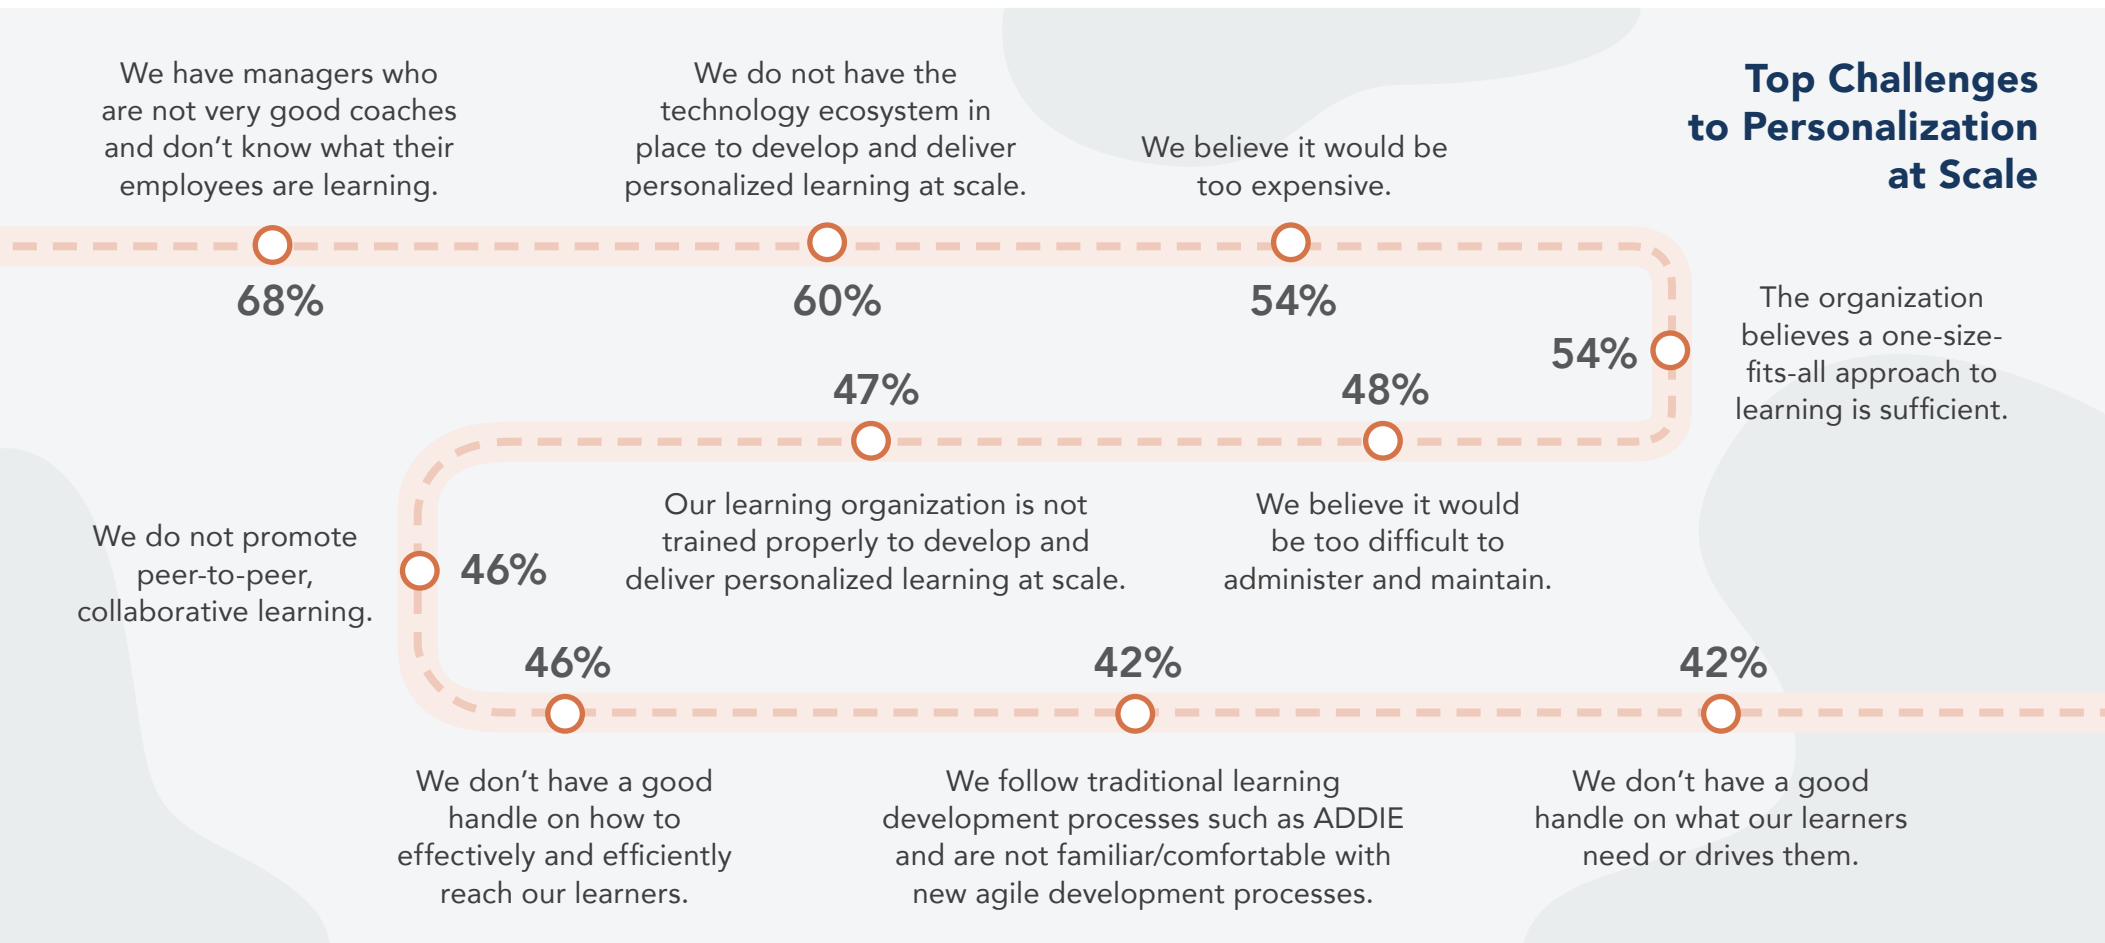 Top Challenges
to Personalization
at Scale
We have managers who
are not very good coaches
and don't know what their
employees are learning.
68%
We do not have the
technology ecosystem in
place to develop and deliver
personalized learning at scale.
60%
We believe it would be
too expensive.
54%
The organization
believes a one-size-
fits-all approach to
learning is sufficient.
54%
48%
We believe it would
be too difficult to
administer and maintain.
47%
Our learning organization is not
trained properly to develop and
deliver personalized learning at scale.
We do not promote
peer-to-peer,
collaborative learning.
46%
46%
We don't have a good
handle on how to
effectively and efficiently
reach our learners.
42%
We follow traditional learning
development processes such as ADDIE
and are not familiar/comfortable with
new agile development processes.
42%
We don't have a good
handle on what our learners
need or drives them.